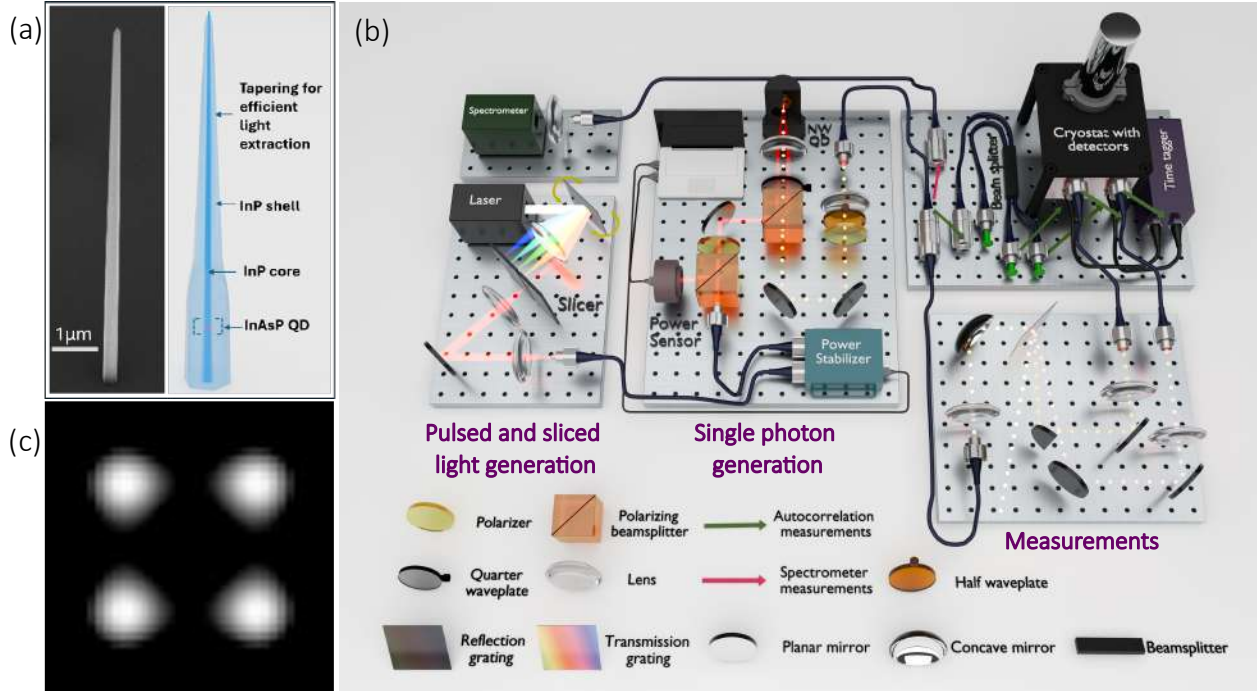 (a)
Tapering for
efficient
light
extraction
InP shell
InP core
InAsP QD
1μm
(b)
Spectrometer
Laser
Slicer
NW
QD
Power
Sensor
Power
Stabilizer
Beam splitter
Cryostat with
detectors
Time tagger
Pulsed and sliced
light generation
Single photon
generation
Measurements
Polarizer
Polarizing
beamsplitter
Autocorrelation
measurements
Quarter
waveplate
Lens
Spectrometer
measurements
Half waveplate
Reflection
grating
Transmission
grating
Planar mirror
Concave mirror
Beamsplitter
(c)